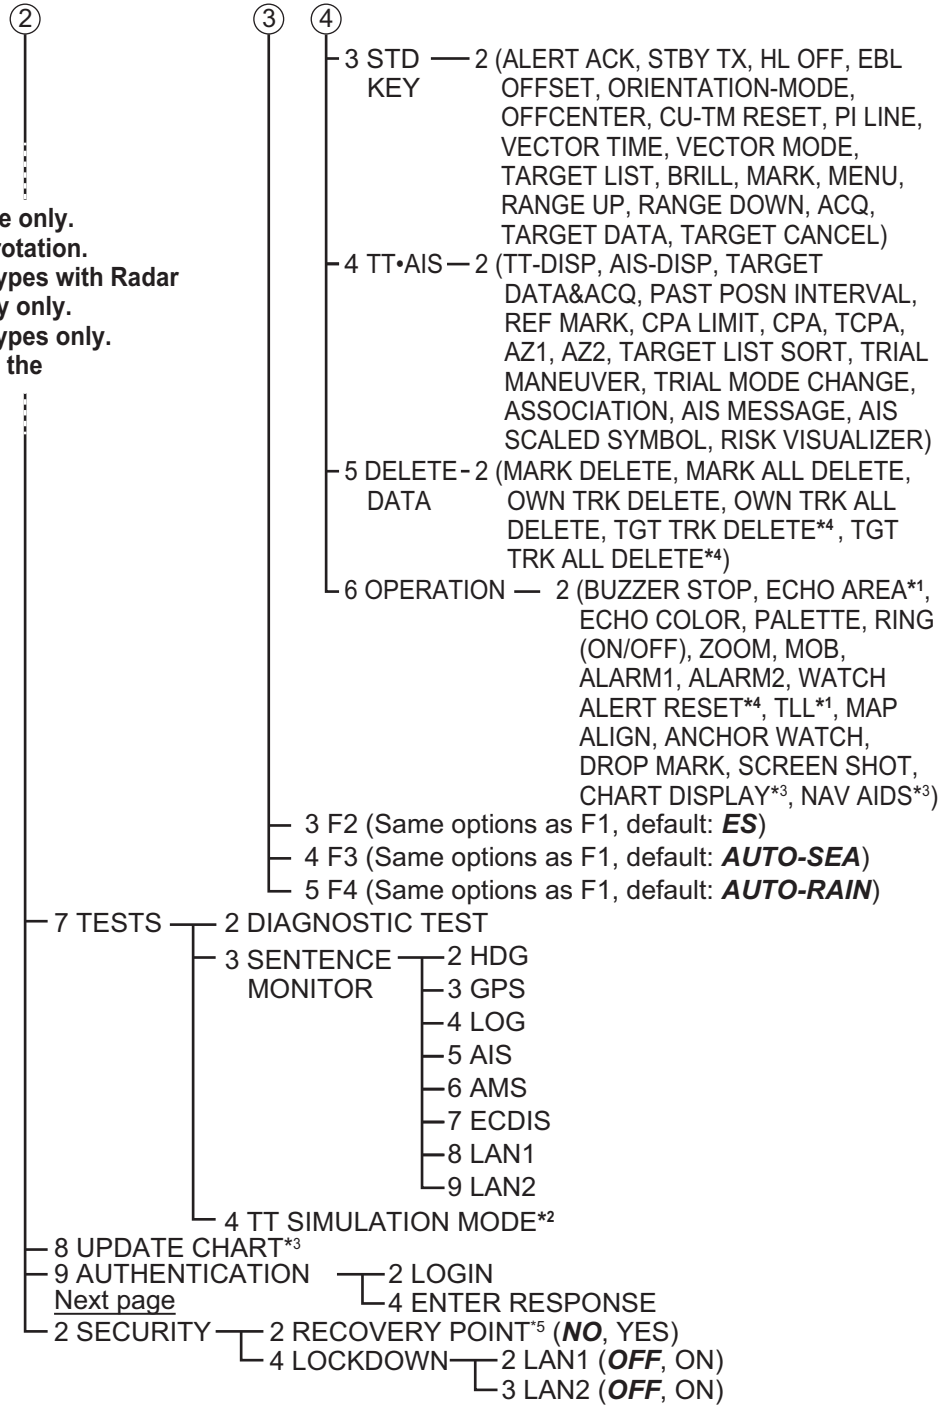 2 3 4
3 STD KEY 2 (ALERT ACK, STBY TX, HL OFF, EBL
OFFSET, ORIENTATION-MODE,
OFFCENTER, CU-TM RESET, PI LINE,
VECTOR TIME, VECTOR MODE,
TARGET LIST, BRILL, MARK, MENU,
RANGE UP, RANGE DOWN, ACQ,
TARGET DATA, TARGET CANCEL)
e only.
otation.
ypes with Radar
y only.
ypes only.
the
4 TT•AIS 2 (TT-DISP, AIS-DISP, TARGET
DATA&ACQ, PAST POSN INTERVAL,
REF MARK, CPA LIMIT, CPA, TCPA,
AZ1, AZ2, TARGET LIST SORT, TRIAL
MANEUVER, TRIAL MODE CHANGE,
ASSOCIATION, AIS MESSAGE, AIS
SCALED SYMBOL, RISK VISUALIZER)
5 DELETE DATA 2 (MARK DELETE, MARK ALL DELETE,
OWN TRK DELETE, OWN TRK ALL
DELETE, TGT TRK DELETE*4, TGT
TRK ALL DELETE*4)
6 OPERATION 2 (BUZZER STOP, ECHO AREA*1,
ECHO COLOR, PALETTE, RING
(ON/OFF), ZOOM, MOB,
ALARM1, ALARM2, WATCH
ALERT RESET*4, TLL*1, MAP
ALIGN, ANCHOR WATCH,
DROP MARK, SCREEN SHOT,
CHART DISPLAY*3, NAV AIDS*3)
3 F2 (Same options as F1, default: ES)
4 F3 (Same options as F1, default: AUTO-SEA)
5 F4 (Same options as F1, default: AUTO-RAIN)
7 TESTS
2 DIAGNOSTIC TEST
3 SENTENCE
MONITOR
2 HDG
3 GPS
4 LOG
5 AIS
6 AMS
7 ECDIS
8 LAN1
9 LAN2
4 TT SIMULATION MODE*2
8 UPDATE CHART*3
9 AUTHENTICATION
2 LOGIN
4 ENTER RESPONSE
Next page
2 SECURITY
2 RECOVERY POINT*5 (NO, YES)
4 LOCKDOWN
2 LAN1 (OFF, ON)
3 LAN2 (OFF, ON)